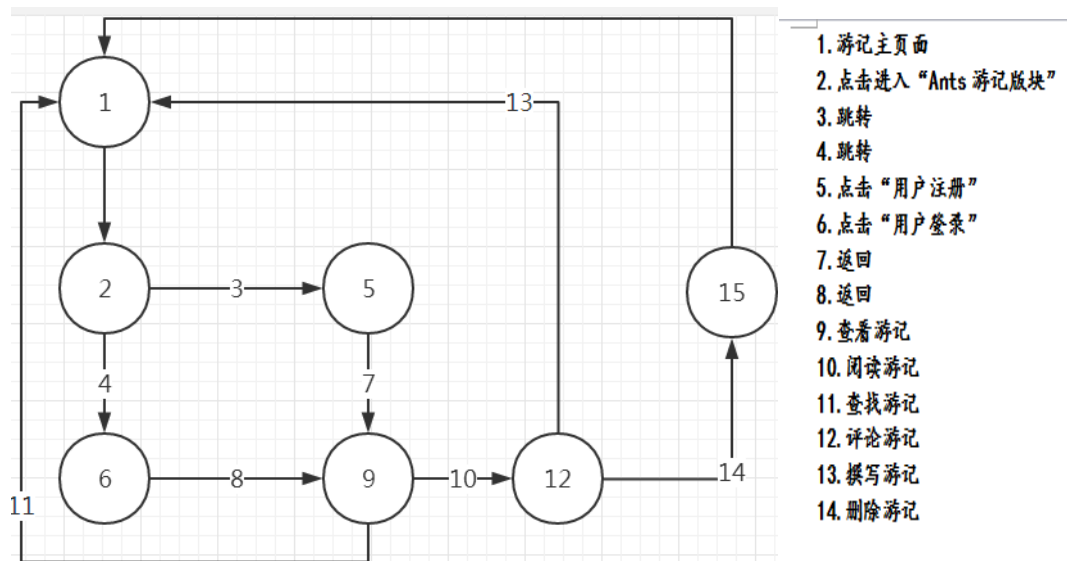 1
13
2
3
5
15
4
7
6
8
9
10
12
14
11
1.游记主页面
2.点击进入“Ants 游记版块”
3.跳转
4.跳转
5.点击“用户注册”
6.点击“用户登录”
7.返回
8.返回
9.查看游记
10.阅读游记
11.查找游记
12.评论游记
13.撰写游记
14.删除游记